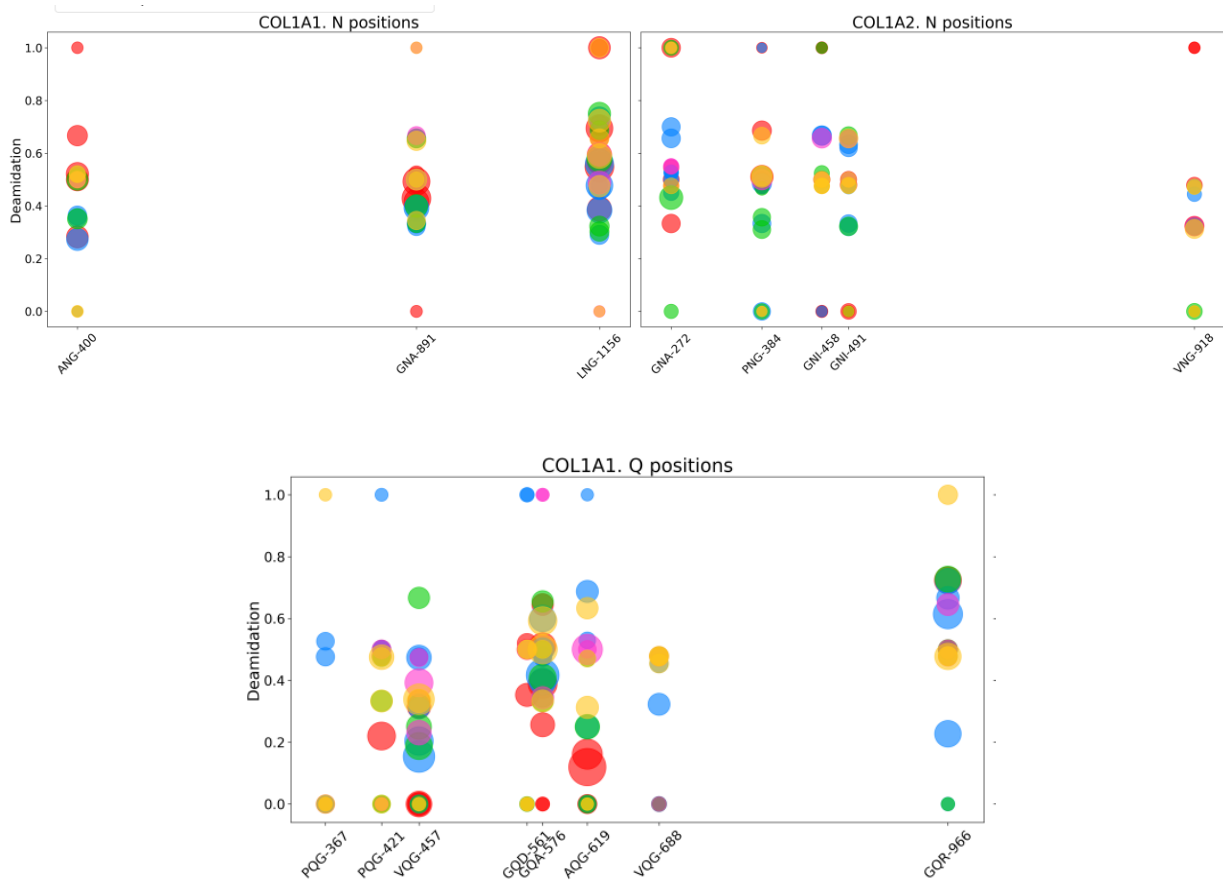 COL1A1. N positions
COL1A2. N positions
Deamidation
1.0
0.8
0.6
0.4
0.2
0.0
ANG-400
GNA-891
LNG-1156
GNA-272
PNG-384
GNI-458
GNI-491
VNG-918
COL1A1. Q positions
Deamidation
1.0
0.8
0.6
0.4
0.2
0.0
PQG-367
PQG-421
VQG-457
GQD-561
GQA-576
AQG-619
VQG-688
GQR-966